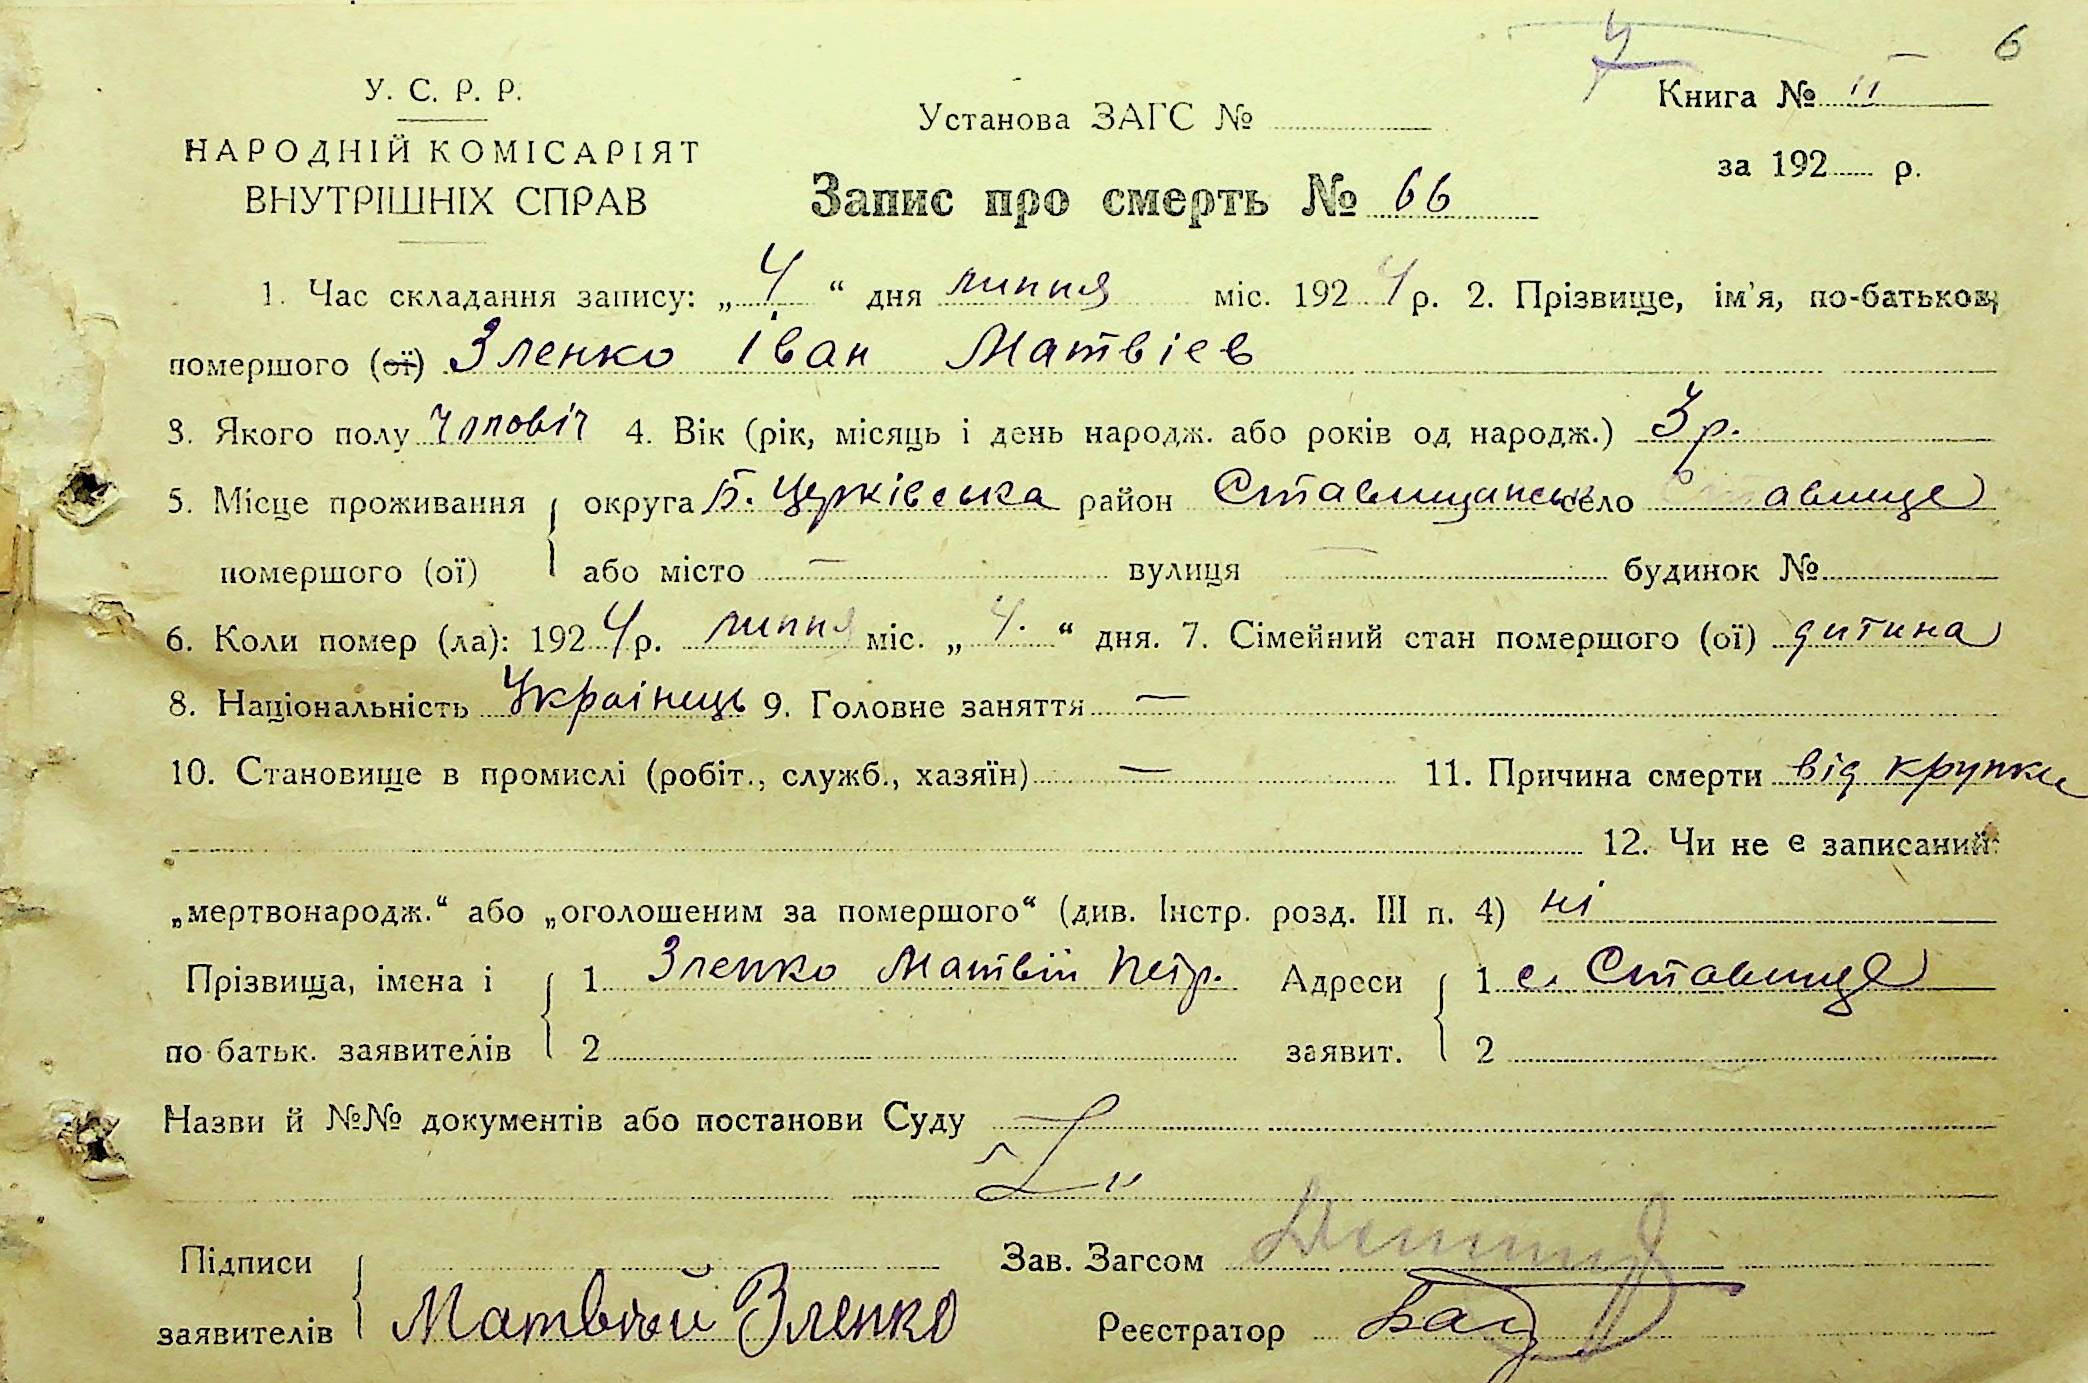 6
У. С. Р. Р.
НАРОДНІЙ КОМІСАРІЯТ
ВНУТРІШНІХ СПРАВ
Установа ЗАГС №
Книга № II
за 192 р.
Запис про смерть № 66
1. Час складання запису: „4“ дня липня міс. 1924 р. 2. Прізвище, ім’я, по-батькові
помершого (ої) Зленко Іван Матвіев
3. Якого полу чловіч 4. Вік (рік, місяць і день народж. або років од народж.) 3 р.
5. Місце проживання помершого (ої) { округа Б. Церківська район Ставищанськ село Ставище
або місто — вулиця — будинок №
6. Коли помер (ла): 1924 р. липня міс. „4.“ дня. 7. Сімейний стан помершого (ої) дитина
8. Національність Українець 9. Головне заняття —
10. Становище в промислі (робіт., служб., хазяїн) — 11. Причина смерти від крупки
12. Чи не є записаний
„мертвонародж.“ або „оголошеним за помершого“ (див. Інстр. розд. III п. 4) ні
Прізвища, імена і по батьк. заявителів { 1 Зленко Матвій Петр. Адреси заявит. { 1 с. Ставище
2 2
Назви й №№ документів або постанови Суду
Підписи заявителів { Матвій Зленко
Зав. Загсом
Реєстратор